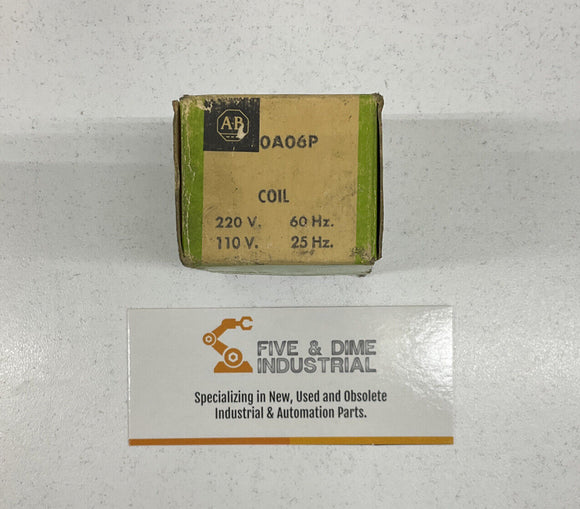 A-B
0A06P
COIL
220 V. 60 Hz.
110 V. 25 Hz.
FIVE & DIME
INDUSTRIAL
Specializing in New, Used and Obsolete
Industrial & Automation Parts.